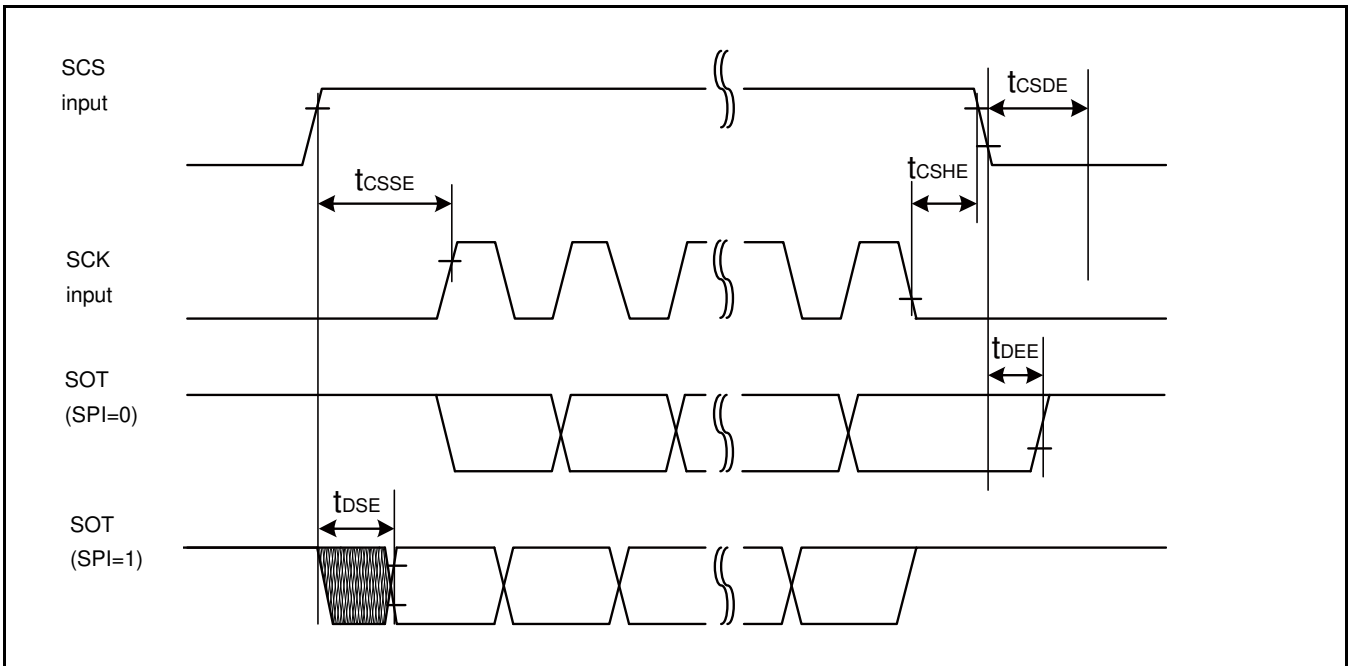 SCS
input
tCSDE
tCSHE
tCSSE
SCK
input
tDEE
SOT
(SPI=0)
tDSE
SOT
(SPI=1)